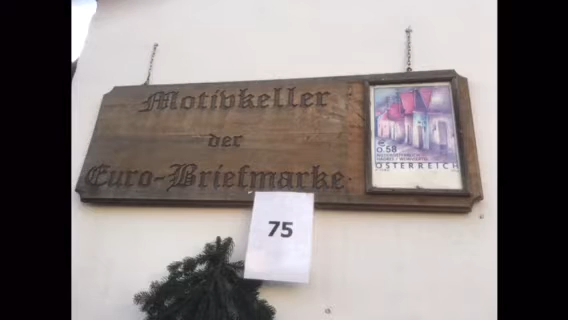 Motivkeller
der
Euro-Briefmarke
0.58
ÖSTERREICH
75